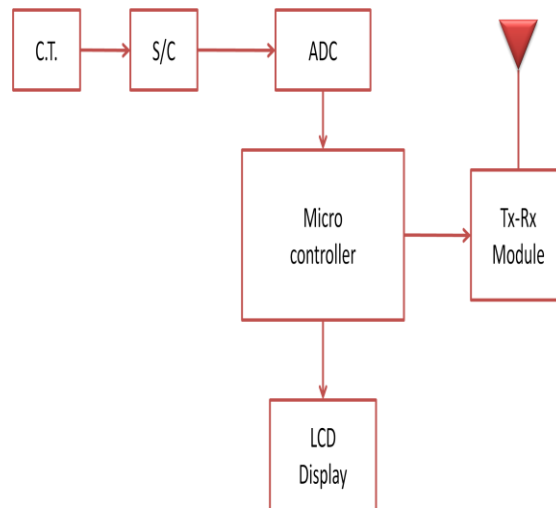 C.T.
S/C
ADC
Micro
controller
Tx-Rx
Module
LCD
Display